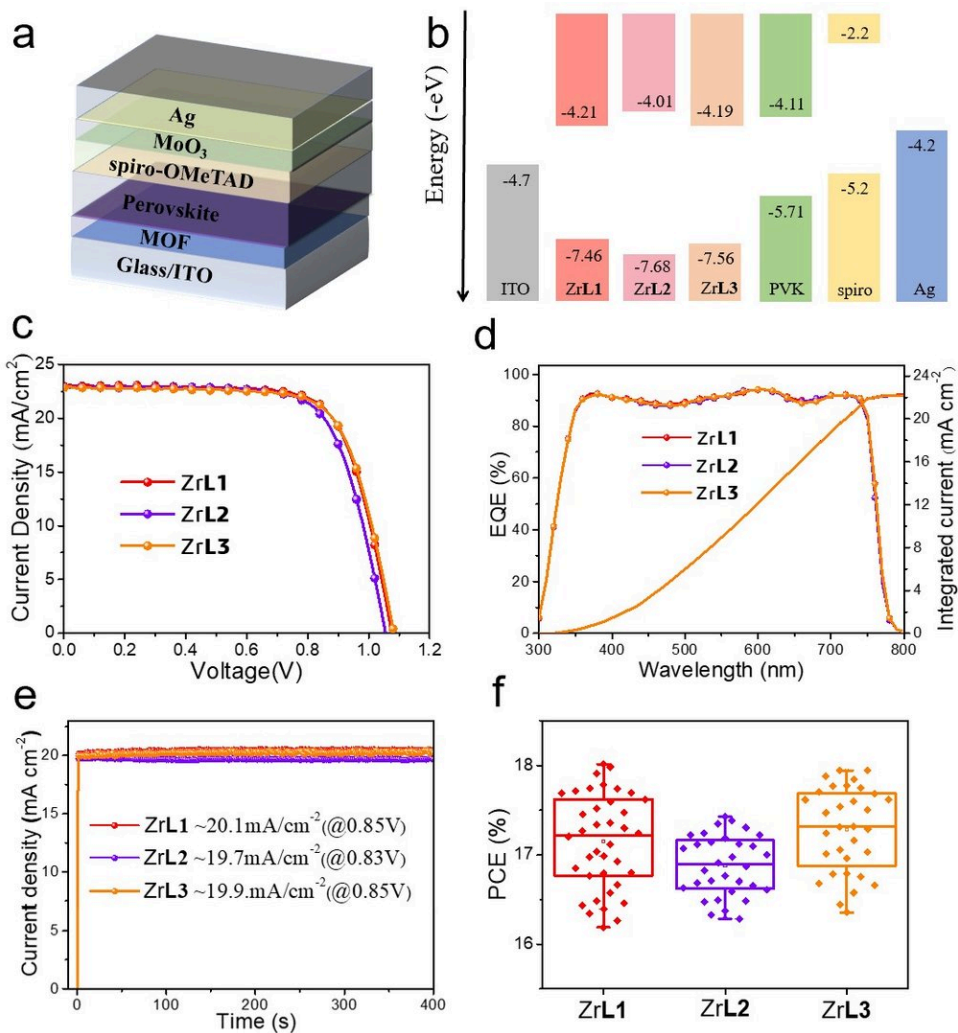 a
Ag
MoO₃
spiro-OMeTAD
Perovskite
MOF
Glass/ITO
b
Energy (-eV)
-4.7
ITO
-4.21
-7.46
ZrL1
-4.01
-7.68
ZrL2
-4.19
-7.56
ZrL3
-4.11
-5.71
PVK
-2.2
-5.2
spiro
-4.2
Ag
c
Current Density (mA/cm²)
25
20
15
10
5
0
ZrL1
ZrL2
ZrL3
0.0 0.2 0.4 0.6 0.8 1.0 1.2
Voltage(V)
d
EQE (%)
100
80
60
40
20
0
ZrL1
ZrL2
ZrL3
24
20
16
12
8
4
0
Integrated current (mA cm⁻²)
300 400 500 600 700 800
Wavelength (nm)
e
Current density (mA cm⁻²)
25
20
15
10
5
0
ZrL1 ~20.1mA/cm⁻²(@0.85V)
ZrL2 ~19.7mA/cm⁻²(@0.83V)
ZrL3 ~19.9.mA/cm⁻²(@0.85V)
0 100 200 300 400
Time (s)
f
PCE (%)
18
17
16
ZrL1 ZrL2 ZrL3